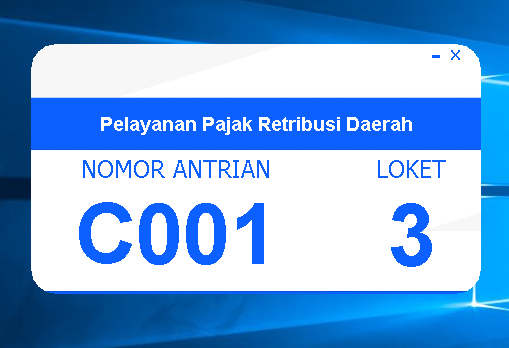 Pelayanan Pajak Retribusi Daerah
NOMOR ANTRIAN LOKET
C001 3